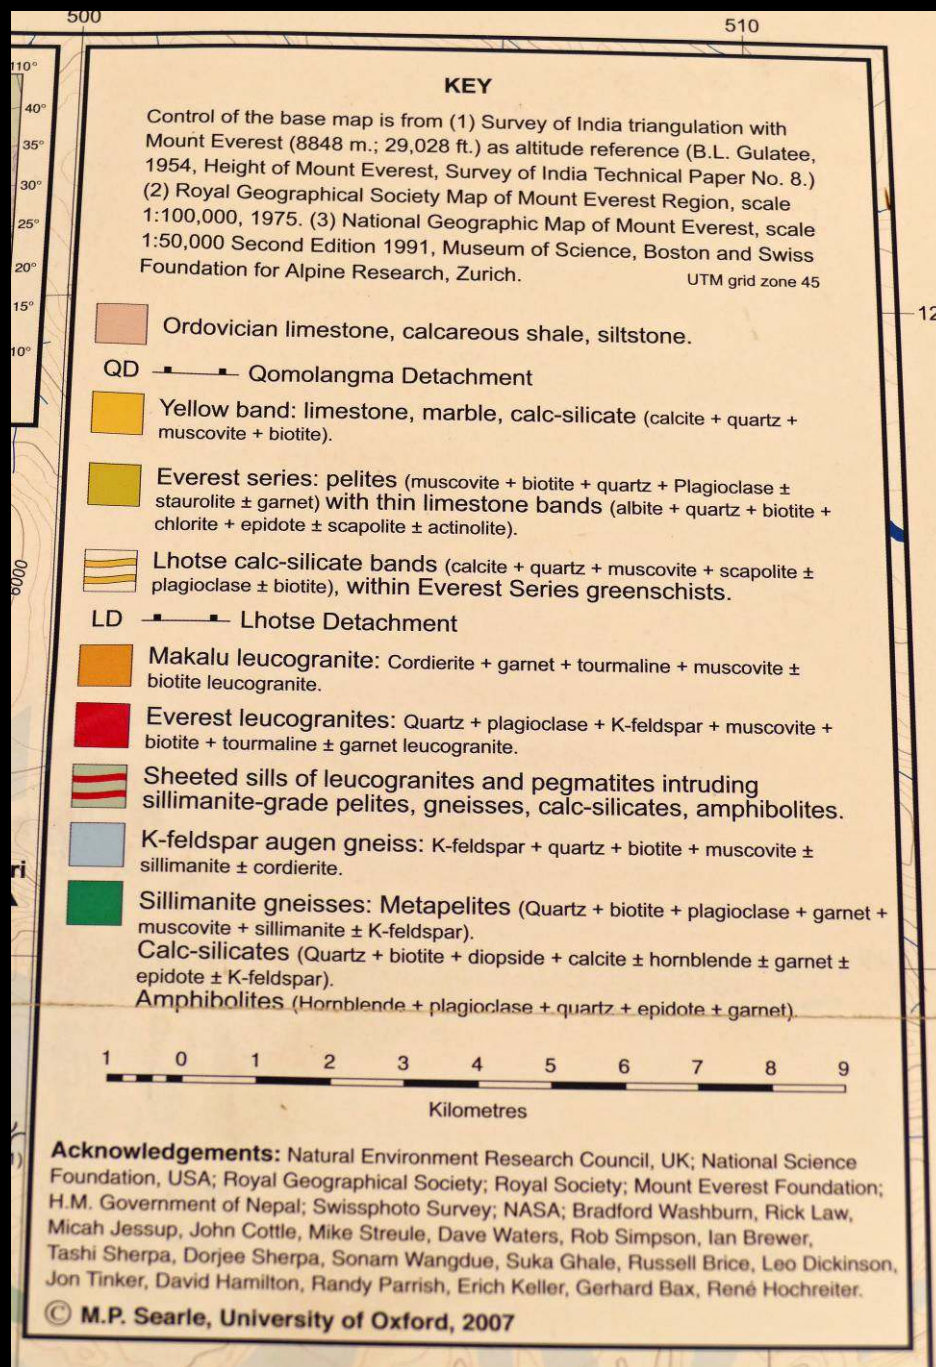 500
510
110°
40°
35°
30°
25°
20°
15°
10°
6000
12
ri
KEY
Control of the base map is from (1) Survey of India triangulation with
Mount Everest (8848 m.; 29,028 ft.) as altitude reference (B.L. Gulatee,
1954, Height of Mount Everest, Survey of India Technical Paper No. 8.)
(2) Royal Geographical Society Map of Mount Everest Region, scale
1:100,000, 1975. (3) National Geographic Map of Mount Everest, scale
1:50,000 Second Edition 1991, Museum of Science, Boston and Swiss
Foundation for Alpine Research, Zurich. UTM grid zone 45
Ordovician limestone, calcareous shale, siltstone.
QD Qomolangma Detachment
Yellow band: limestone, marble, calc-silicate (calcite + quartz +
muscovite + biotite).
Everest series: pelites (muscovite + biotite + quartz + Plagioclase ±
staurolite ± garnet) with thin limestone bands (albite + quartz + biotite +
chlorite + epidote ± scapolite ± actinolite).
Lhotse calc-silicate bands (calcite + quartz + muscovite + scapolite ±
plagioclase ± biotite), within Everest Series greenschists.
LD Lhotse Detachment
Makalu leucogranite: Cordierite + garnet + tourmaline + muscovite ±
biotite leucogranite.
Everest leucogranites: Quartz + plagioclase + K-feldspar + muscovite +
biotite + tourmaline ± garnet leucogranite.
Sheeted sills of leucogranites and pegmatites intruding
sillimanite-grade pelites, gneisses, calc-silicates, amphibolites.
K-feldspar augen gneiss: K-feldspar + quartz + biotite + muscovite ±
sillimanite ± cordierite.
Sillimanite gneisses: Metapelites (Quartz + biotite + plagioclase + garnet +
muscovite + sillimanite ± K-feldspar).
Calc-silicates (Quartz + biotite + diopside + calcite ± hornblende ± garnet ±
epidote ± K-feldspar).
Amphibolites (Hornblende + plagioclase + quartz + epidote + garnet).
1 0 1 2 3 4 5 6 7 8 9
Kilometres
Acknowledgements: Natural Environment Research Council, UK; National Science
Foundation, USA; Royal Geographical Society; Royal Society; Mount Everest Foundation;
H.M. Government of Nepal; Swissphoto Survey; NASA; Bradford Washburn, Rick Law,
Micah Jessup, John Cottle, Mike Streule, Dave Waters, Rob Simpson, Ian Brewer,
Tashi Sherpa, Dorjee Sherpa, Sonam Wangdue, Suka Ghale, Russell Brice, Leo Dickinson,
Jon Tinker, David Hamilton, Randy Parrish, Erich Keller, Gerhard Bax, René Hochreiter.
© M.P. Searle, University of Oxford, 2007